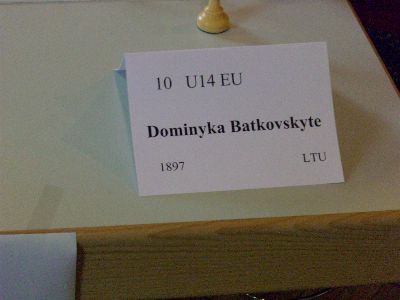 10 U14 EU
Dominyka Batkovskyte
1897 LTU